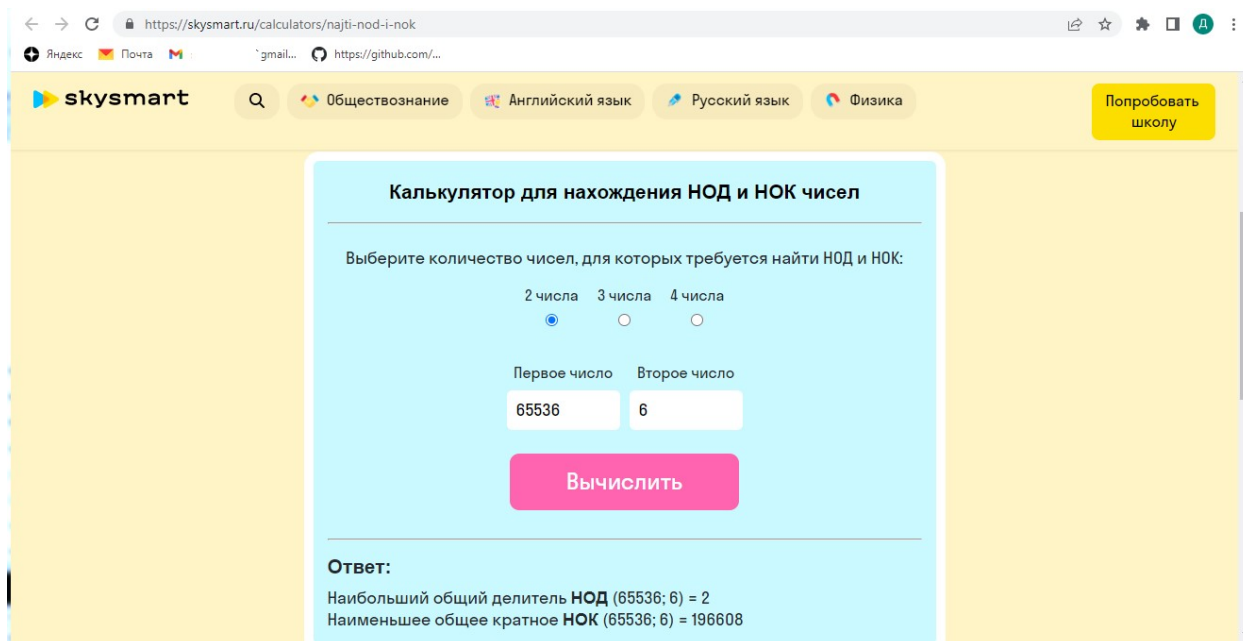 https://skysmart.ru/calculators/najti-nod-i-nok
Д
Яндекс Почта `gmail... https://github.com/...
skysmart Обществознание Английский язык Русский язык Физика Попробовать
школу
Калькулятор для нахождения НОД и НОК чисел
Выберите количество чисел, для которых требуется найти НОД и НОК:
2 числа 3 числа 4 числа
Первое число Второе число
65536 6
Вычислить
Ответ:
Наибольший общий делитель НОД (65536; 6) = 2
Наименьшее общее кратное НОК (65536; 6) = 196608